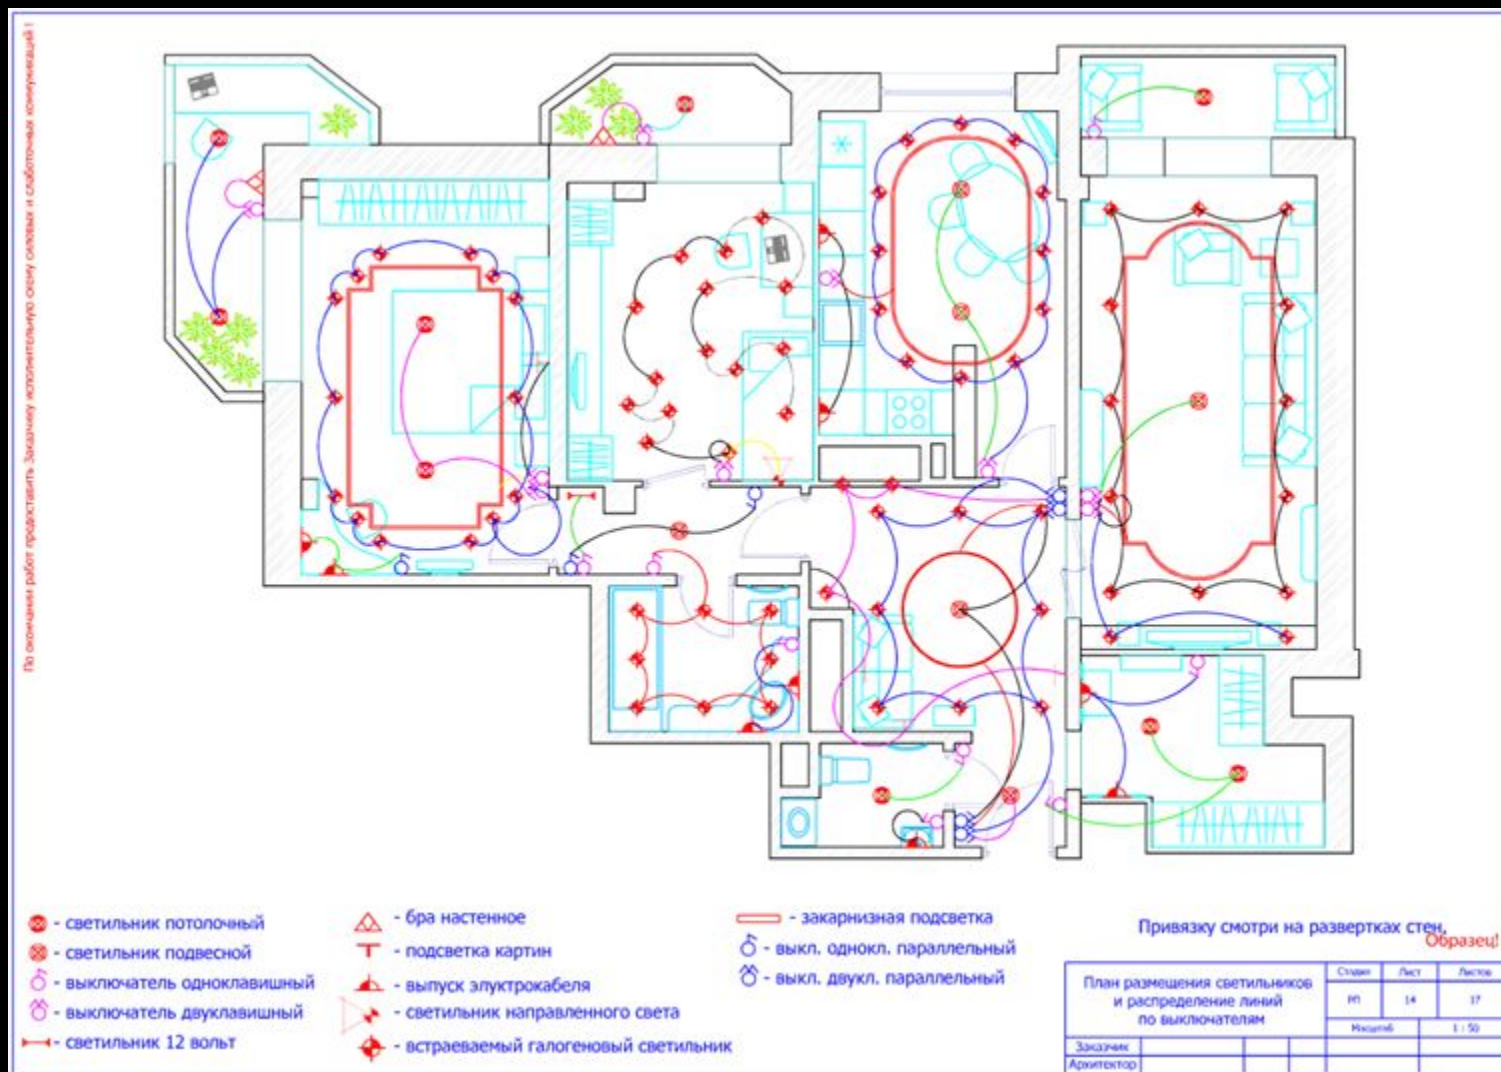 По окончании работ предоставить Заказчику исполнительную схему силовых и слаботочных коммуникаций !
- светильник потолочный
- светильник подвесной
- выключатель одноклавишный
- выключатель двуклавишный
- светильник 12 вольт
- бра настенное
- подсветка картин
- выпуск элуктрокабеля
- светильник направленного света
- встраеваемый галогеновый светильник
- закарнизная подсветка
- выкл. однокл. параллельный
- выкл. двукл. параллельный
Привязку смотри на развертках стен.
Образец!
План размещения светильников
и распределение линий
по выключателям
Стадия Лист Листов
РП 14 17
Масштаб 1 : 50
Заказчик
Архитектор